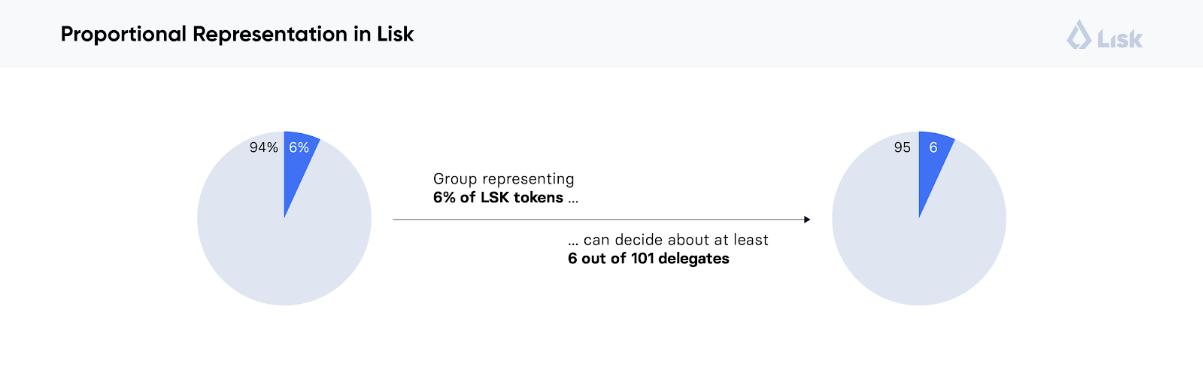 Proportional Representation in Lisk
Lisk
94% 6%
Group representing
6% of LSK tokens ...
... can decide about at least
6 out of 101 delegates
95 6